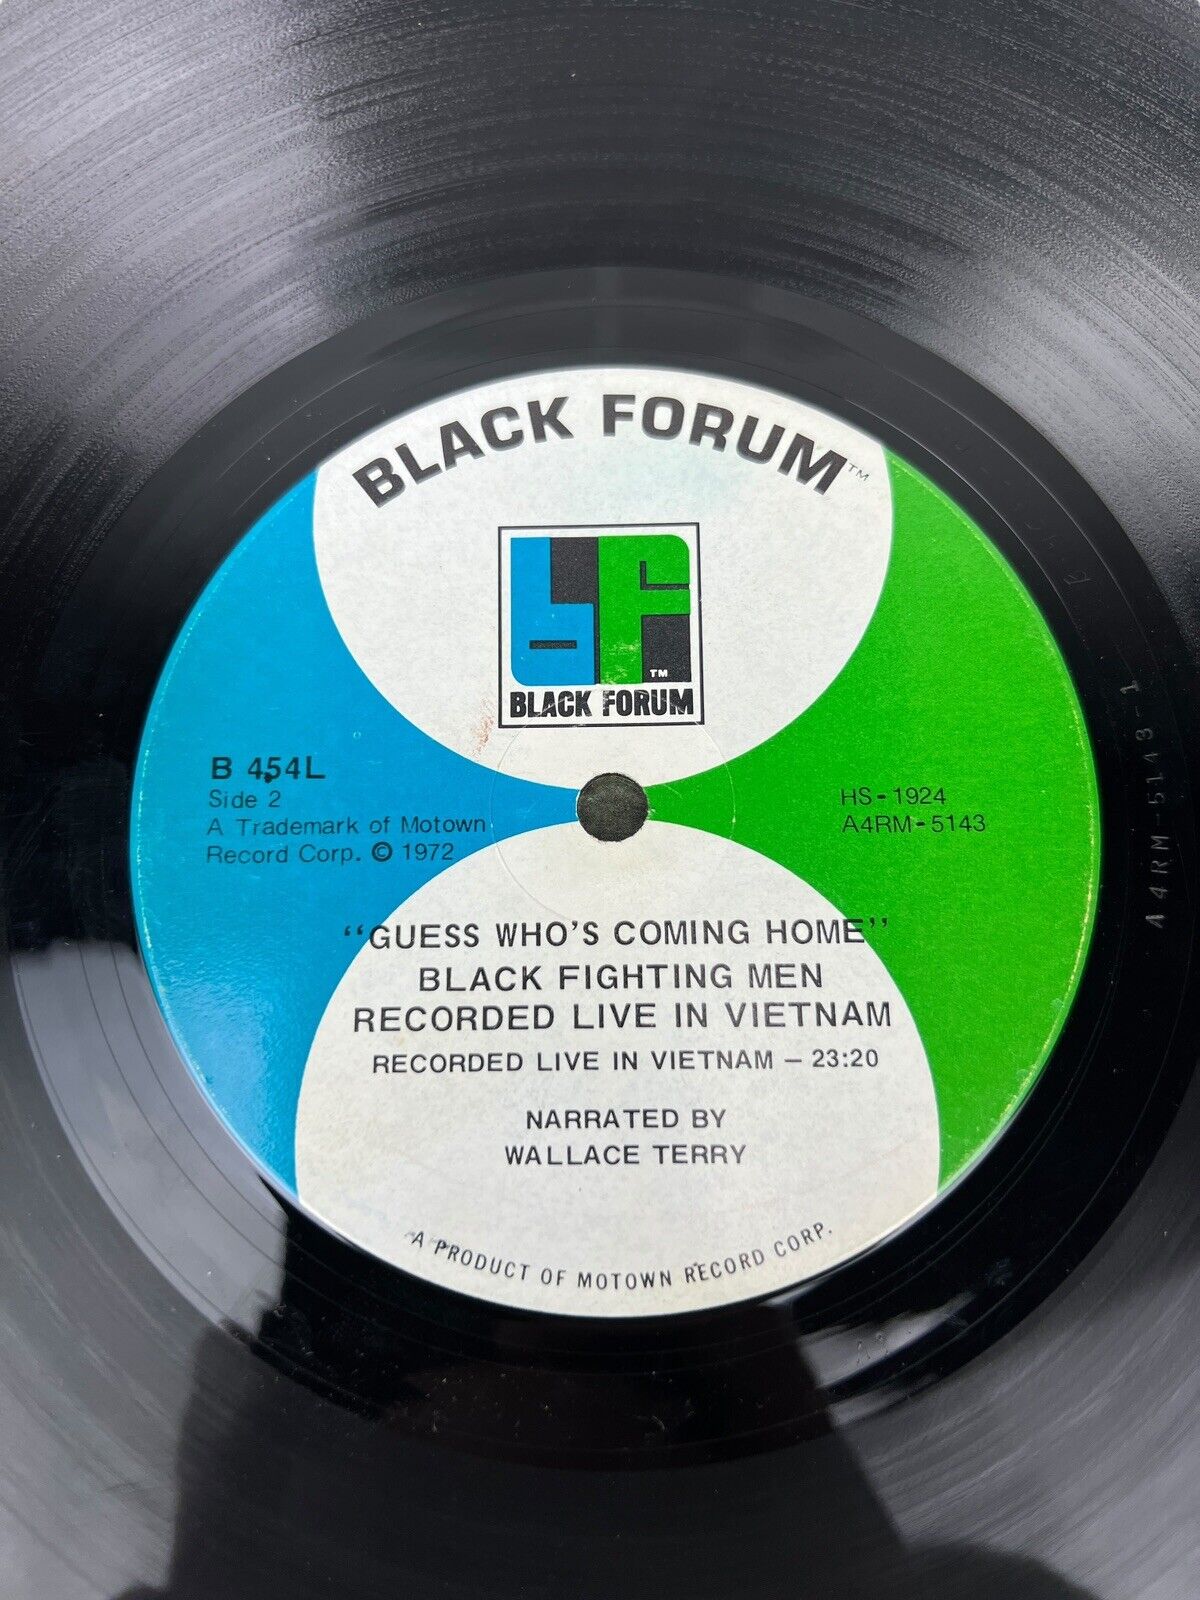 BLACK FORUM™
bf
TM
BLACK FORUM
B 454L
Side 2
A Trademark of Motown
Record Corp. © 1972
HS-1924
A4RM-5143
"GUESS WHO'S COMING HOME"
BLACK FIGHTING MEN
RECORDED LIVE IN VIETNAM
RECORDED LIVE IN VIETNAM – 23:20
NARRATED BY
WALLACE TERRY
A PRODUCT OF MOTOWN RECORD CORP.
A4RM-5143-1